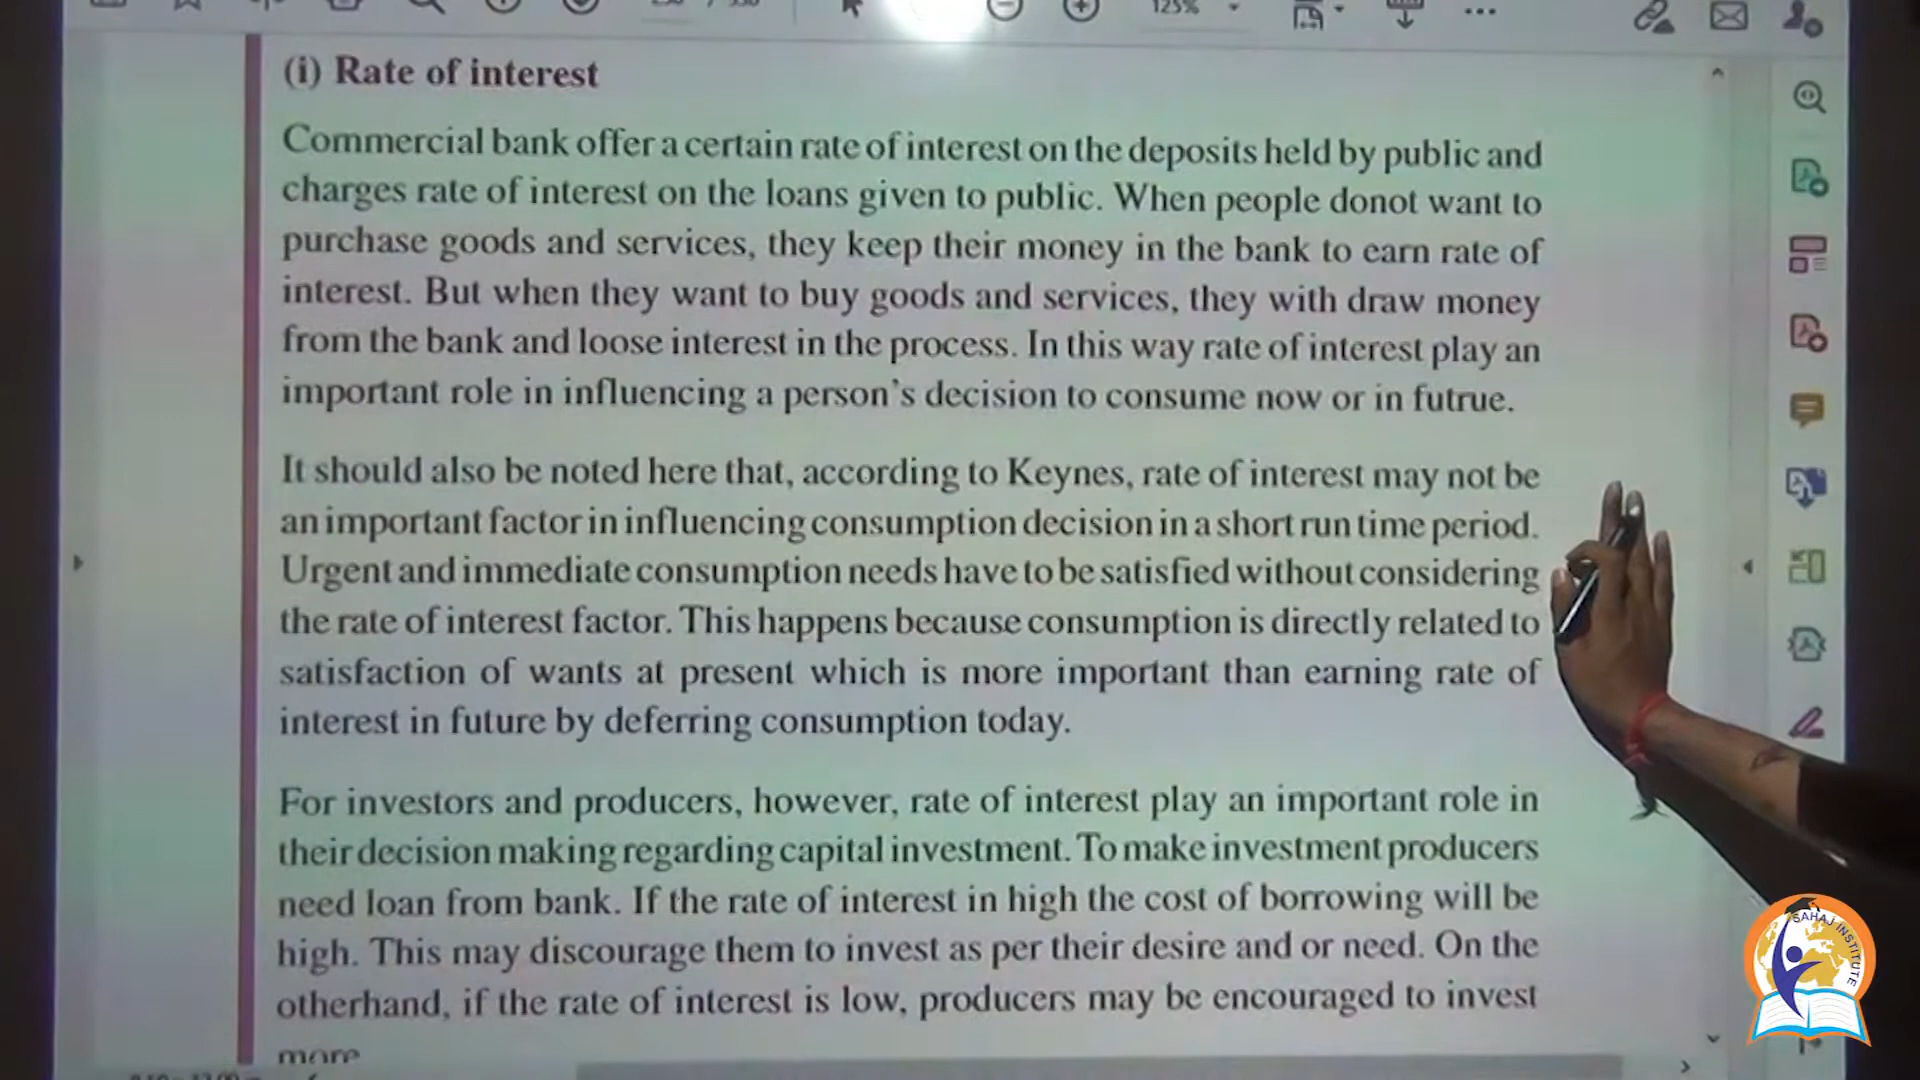 125%
(i) Rate of interest
Commercial bank offer a certain rate of interest on the deposits held by public and
charges rate of interest on the loans given to public. When people donot want to
purchase goods and services, they keep their money in the bank to earn rate of
interest. But when they want to buy goods and services, they with draw money
from the bank and loose interest in the process. In this way rate of interest play an
important role in influencing a person's decision to consume now or in futrue.
It should also be noted here that, according to Keynes, rate of interest may not be
an important factor in influencing consumption decision in a short run time period.
Urgent and immediate consumption needs have to be satisfied without considering
the rate of interest factor. This happens because consumption is directly related to
satisfaction of wants at present which is more important than earning rate of
interest in future by deferring consumption today.
For investors and producers, however, rate of interest play an important role in
their decision making regarding capital investment. To make investment producers
need loan from bank. If the rate of interest in high the cost of borrowing will be
high. This may discourage them to invest as per their desire and or need. On the
otherhand, if the rate of interest is low, producers may be encouraged to invest
more
SAHAJ INSTITUTE